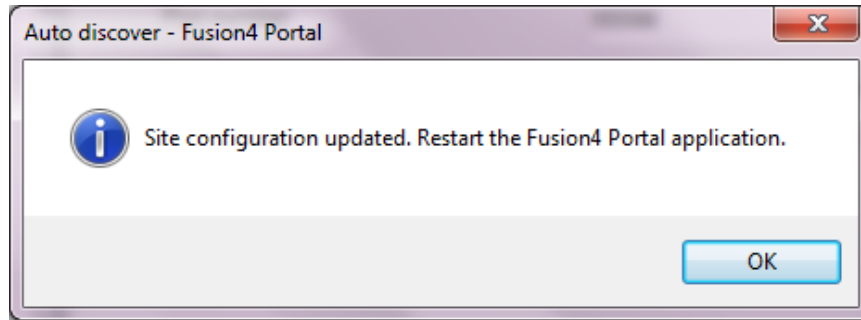 Auto discover - Fusion4 Portal
Site configuration updated. Restart the Fusion4 Portal application.
OK